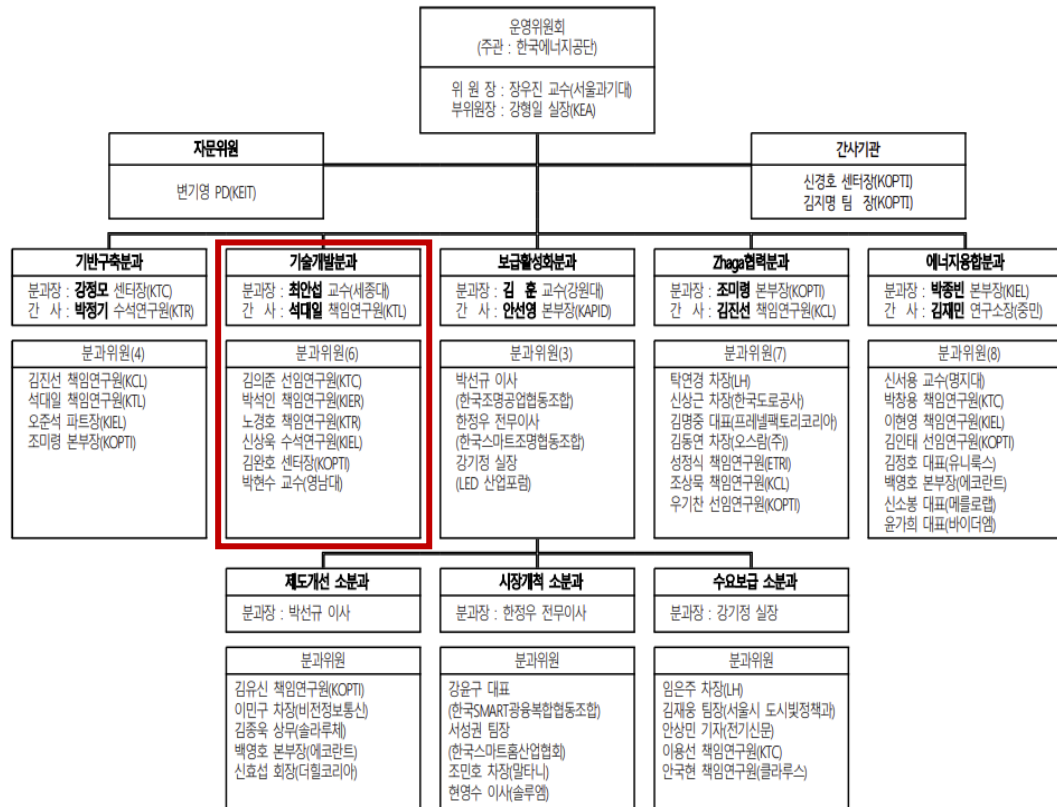 운영위원회
(주관 : 한국에너지공단)
위 원 장 : 장우진 교수(서울과기대)
부위원장 : 강형일 실장(KEA)
자문위원
변기영 PD(KEIT)
간사기관
신경호 센터장(KOPTI)
김지명 팀 장(KOPTI)
기반구축분과
분과장 : 강정모 센터장(KTC)
간 사 : 박정기 수석연구원(KTR)
분과위원(4)
김진선 책임연구원(KCL)
석대일 책임연구원(KTL)
오준석 파트장(KIEL)
조미령 본부장(KOPTI)
기술개발분과
분과장 : 최안섭 교수(세종대)
간 사 : 석대일 책임연구원(KTL)
분과위원(6)
김의준 선임연구원(KTC)
박석인 책임연구원(KIER)
노경호 책임연구원(KTR)
신상욱 수석연구원(KIEL)
김완호 센터장(KOPTI)
박현수 교수(영남대)
보급활성화분과
분과장 : 김 훈 교수(강원대)
간 사 : 안선영 본부장(KAPID)
분과위원(3)
박선규 이사
(한국조명공업협동조합)
한정우 전무이사
(한국스마트조명협동조합)
강기정 실장
(LED 산업포럼)
Zhaga협력분과
분과장 : 조미령 본부장(KOPTI)
간 사 : 김진선 책임연구원(KCL)
분과위원(7)
탁연경 차장(LH)
신상근 차장(한국도로공사)
김명중 대표(프레넬팩토리코리아)
김동연 차장(오스람(주))
성정식 책임연구원(ETRI)
조상묵 책임연구원(KCL)
우기찬 선임연구원(KOPTI)
에너지융합분과
분과장 : 박종빈 본부장(KIEL)
간 사 : 김재민 연구소장(중민)
분과위원(8)
신서용 교수(명지대)
박창용 책임연구원(KTC)
이현영 책임연구원(KIEL)
김인태 선임연구원(KOPTI)
김정호 대표(유니룩스)
백영호 본부장(에코란트)
신소봉 대표(메를로랩)
윤가희 대표(바이더엠)
제도개선 소분과
분과장 : 박선규 이사
분과위원
김유신 책임연구원(KOPTI)
이민구 차장(비전정보통신)
김종욱 상무(솔라루체)
백영호 본부장(에코란트)
신효섭 회장(더힐코리아)
시장개척 소분과
분과장 : 한정우 전무이사
분과위원
강윤구 대표
(한국SMART광융복합협동조합)
서성권 팀장
(한국스마트홈산업협회)
조민호 차장(말타니)
현영수 이사(솔루엠)
수요보급 소분과
분과장 : 강기정 실장
분과위원
임은주 차장(LH)
김재웅 팀장(서울시 도시빛정책과)
안상민 기자(전기신문)
이용선 책임연구원(KTC)
안국현 책임연구원(클라루스)